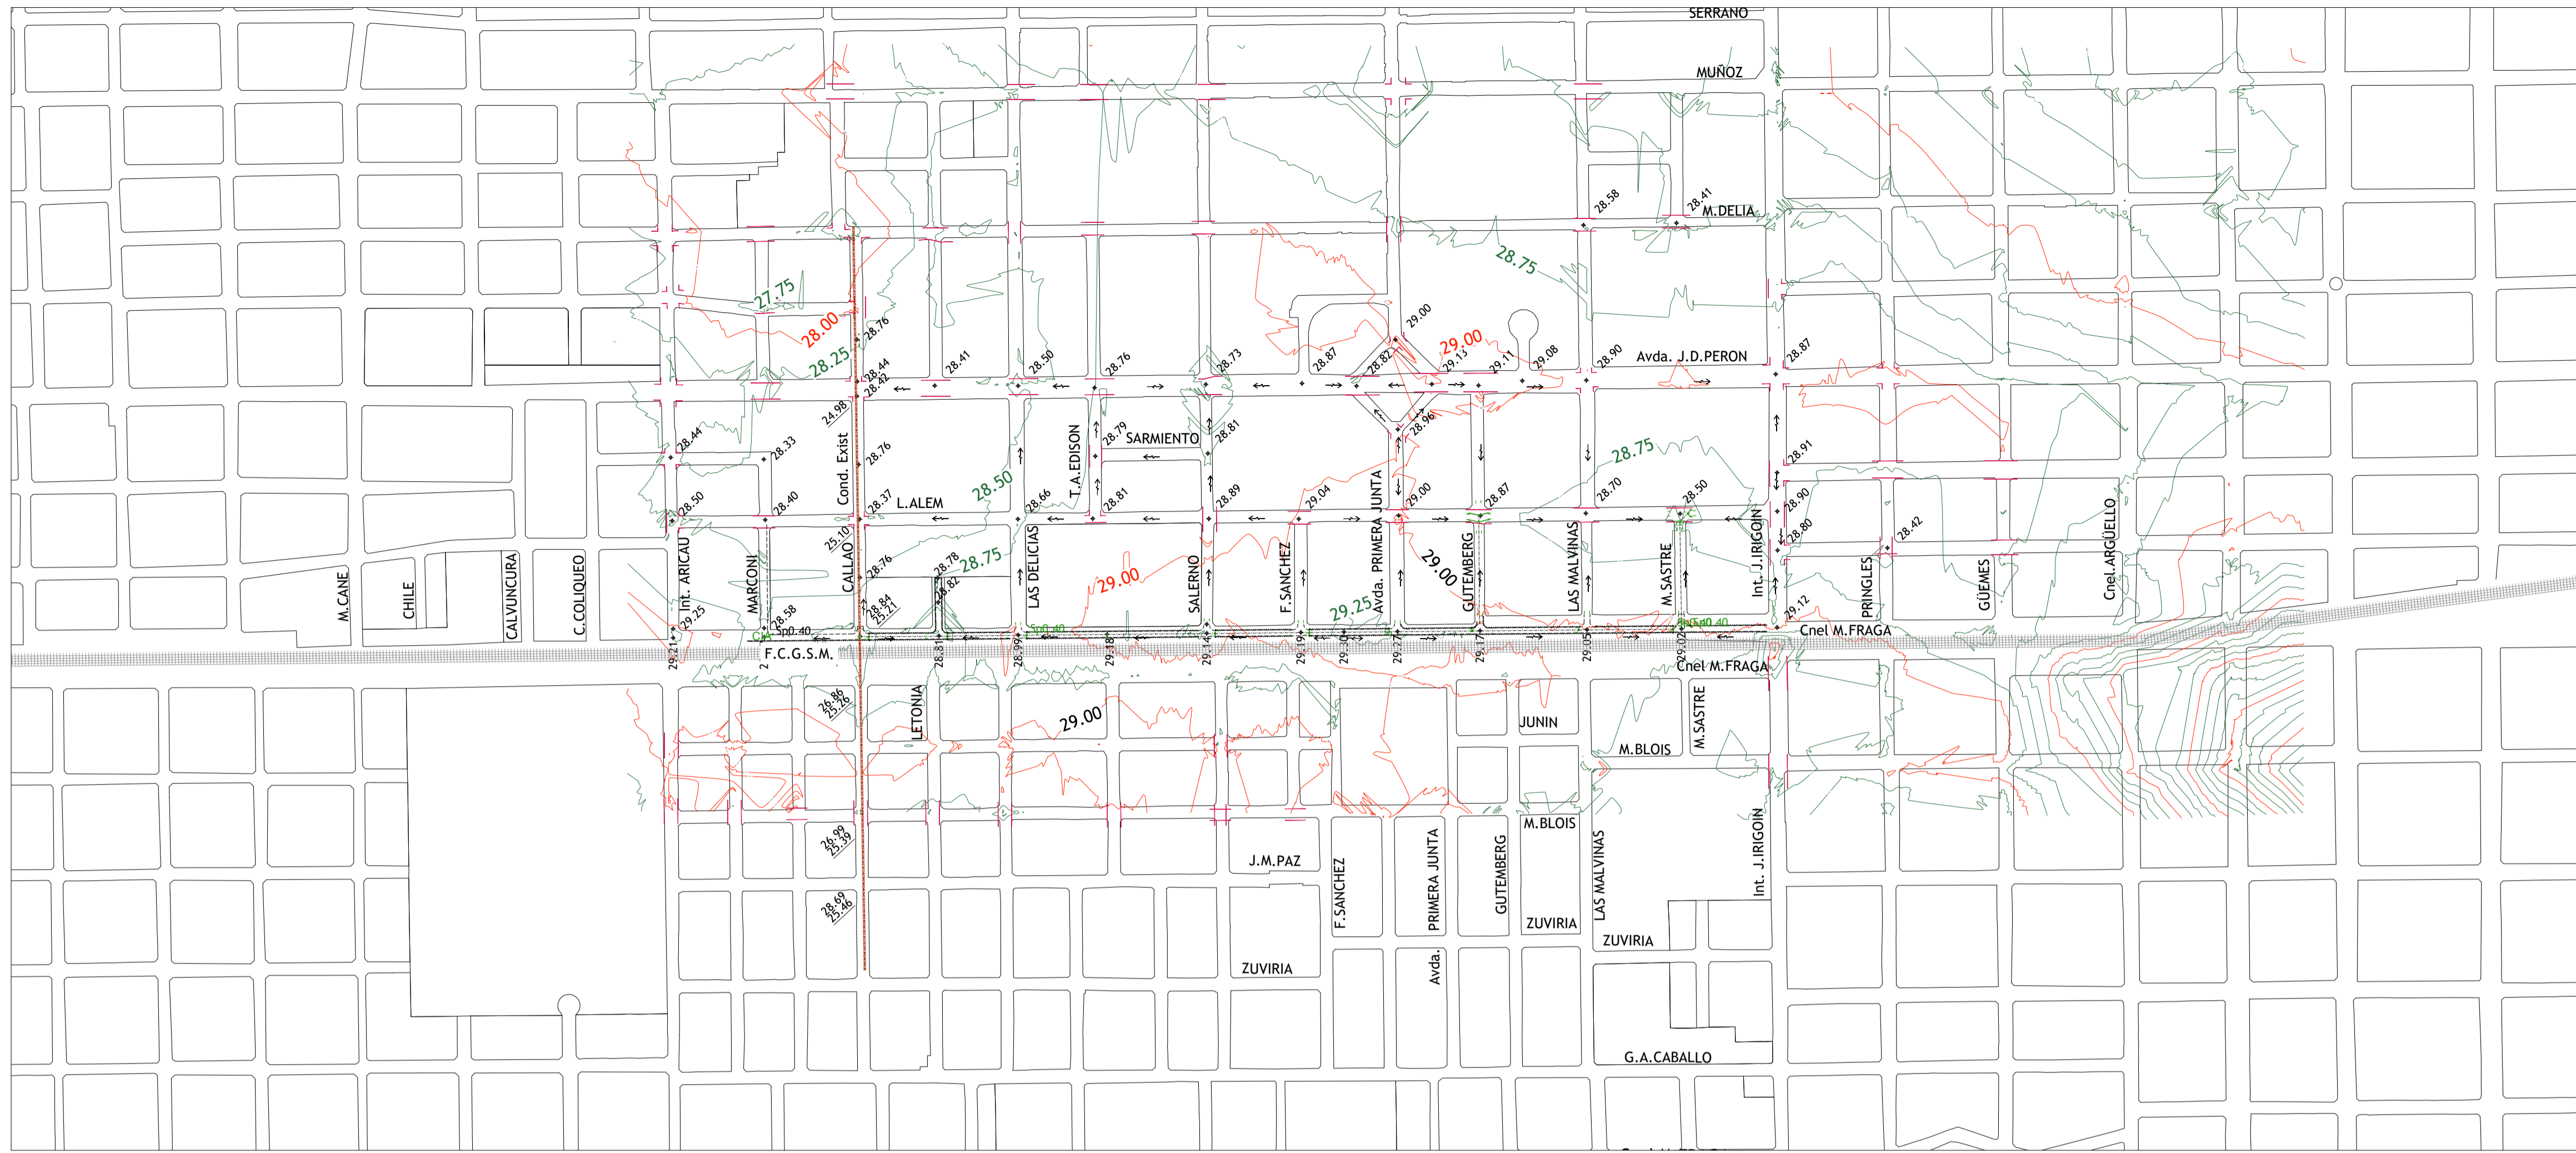 SERRANO
MUÑOZ
28.58
28.41
M.DELIA
28.75
27.75
28.00
28.76
29.00
28.25
28.44
28.42
28.41
28.50
28.76
28.73
28.87
28.82
29.00
29.13
29.11
29.08
28.90
Avda. J.D.PERON
28.87
24.98
28.44
28.33
Cond. Exist
28.76
T.A.EDISON
28.79
SARMIENTO
28.81
28.96
28.75
28.91
28.50
28.50
28.40
28.37
L.ALEM
28.66
28.81
28.89
29.04
Avda. PRIMERA JUNTA
29.00
28.87
28.70
28.50
28.90
28.80
28.42
25.10
Int. ARICAU
MARCONI
CALLAO
28.76
28.78
28.82
28.75
LAS DELICIAS
29.00
SALERNO
F.SANCHEZ
29.25
29.00
GUTEMBERG
LAS MALVINAS
M.SASTRE
Int. J.IRIGOIN
PRINGLES
GÜEMES
Cnel.ARGÜELLO
M.CANE
CHILE
CALVUNCURA
C.COLIQUEO
29.25
28.58
28.84
25.21
29.12
Sp0.40
Sp0.40
Cnel M.FRAGA
29.21
F.C.G.S.M.
28.81
28.99
29.18
29.14
29.19
29.30
29.27
29.17
29.05
29.02
Cnel M.FRAGA
26.86
25.26
LETONIA
29.00
JUNIN
M.BLOIS
M.SASTRE
26.99
25.39
M.BLOIS
J.M.PAZ
F.SANCHEZ
PRIMERA JUNTA
Avda.
GUTEMBERG
LAS MALVINAS
Int. J.IRIGOIN
28.69
25.46
ZUVIRIA
ZUVIRIA
ZUVIRIA
G.A.CABALLO